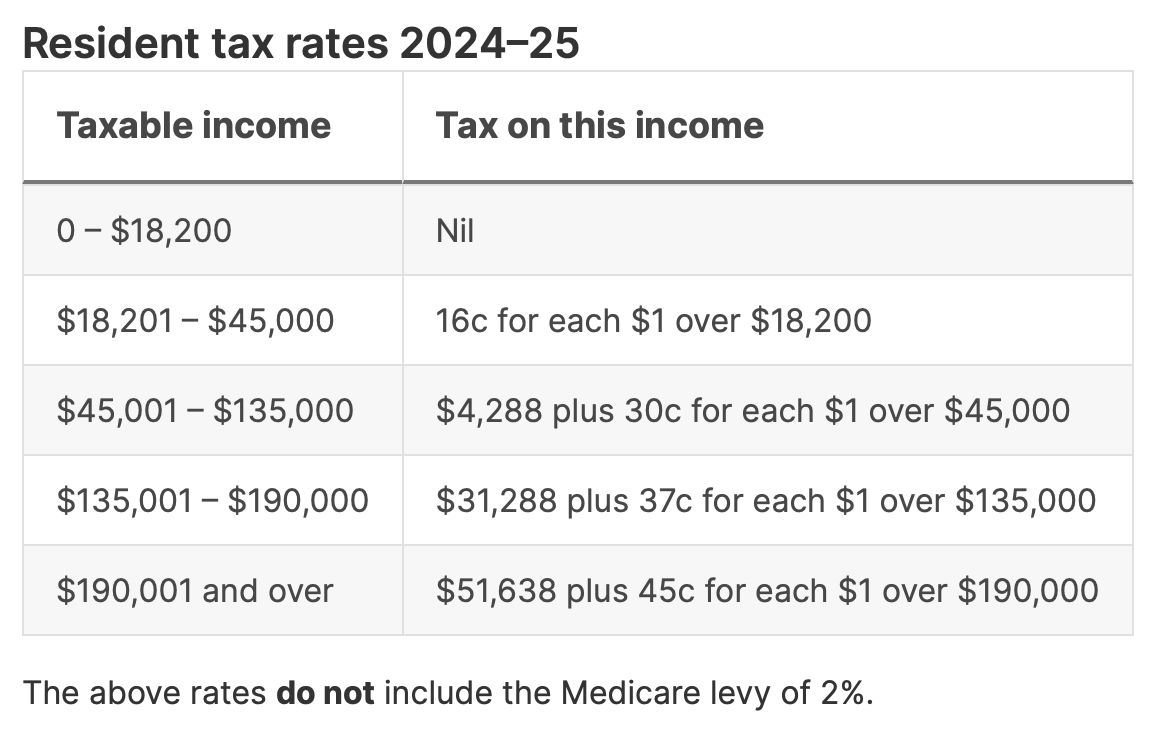 Resident tax rates 2024–25
Taxable income Tax on this income
0 – $18,200 Nil
$18,201 – $45,000 16c for each $1 over $18,200
$45,001 – $135,000 $4,288 plus 30c for each $1 over $45,000
$135,001 – $190,000 $31,288 plus 37c for each $1 over $135,000
$190,001 and over $51,638 plus 45c for each $1 over $190,000
The above rates do not include the Medicare levy of 2%.